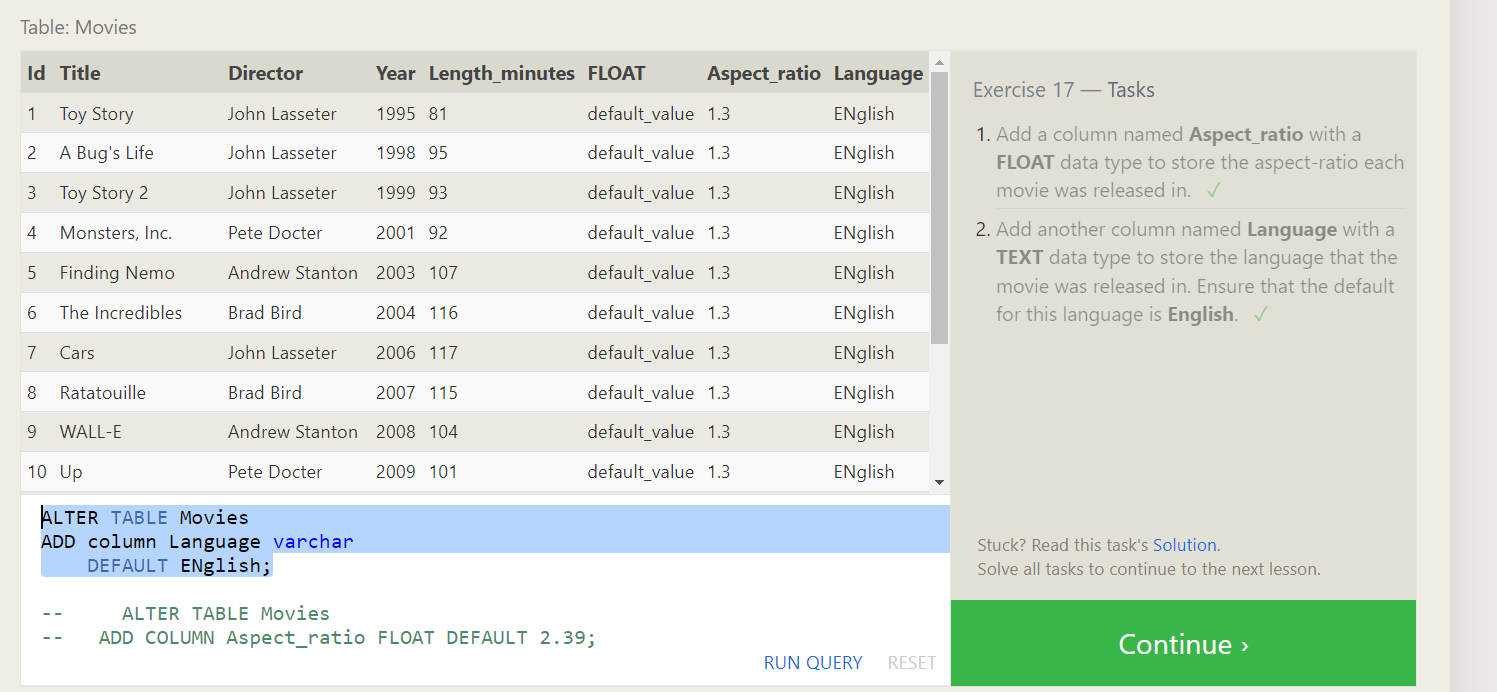 Table: Movies
Id Title Director Year Length_minutes FLOAT Aspect_ratio Language
1 Toy Story John Lasseter 1995 81 default_value 1.3 ENglish
2 A Bug's Life John Lasseter 1998 95 default_value 1.3 ENglish
3 Toy Story 2 John Lasseter 1999 93 default_value 1.3 ENglish
4 Monsters, Inc. Pete Docter 2001 92 default_value 1.3 ENglish
5 Finding Nemo Andrew Stanton 2003 107 default_value 1.3 ENglish
6 The Incredibles Brad Bird 2004 116 default_value 1.3 ENglish
7 Cars John Lasseter 2006 117 default_value 1.3 ENglish
8 Ratatouille Brad Bird 2007 115 default_value 1.3 ENglish
9 WALL-E Andrew Stanton 2008 104 default_value 1.3 ENglish
10 Up Pete Docter 2009 101 default_value 1.3 ENglish
ALTER TABLE Movies
ADD column Language varchar
DEFAULT ENglish;
-- ALTER TABLE Movies
-- ADD COLUMN Aspect_ratio FLOAT DEFAULT 2.39;
RUN QUERY RESET
Exercise 17 — Tasks
1. Add a column named Aspect_ratio with a
FLOAT data type to store the aspect-ratio each
movie was released in. ✓
2. Add another column named Language with a
TEXT data type to store the language that the
movie was released in. Ensure that the default
for this language is English. ✓
Stuck? Read this task's Solution.
Solve all tasks to continue to the next lesson.
Continue ›